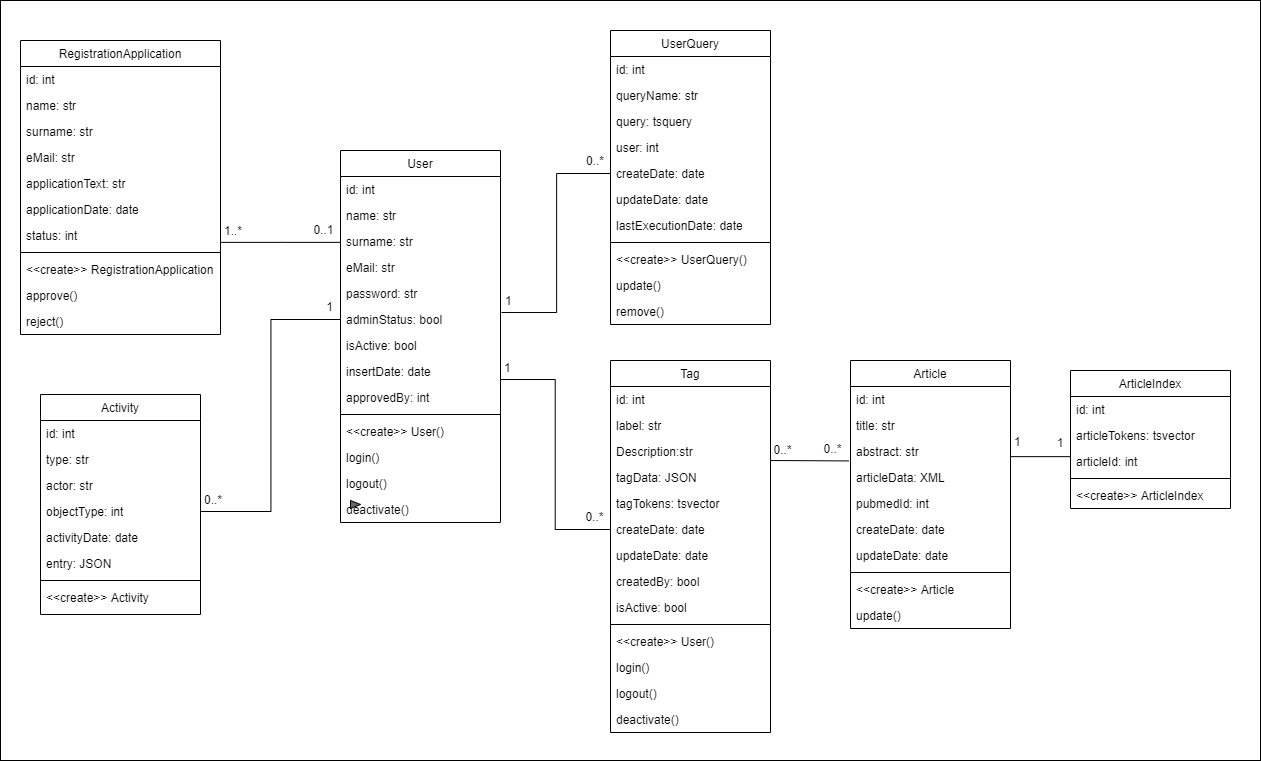 RegistrationApplication
id: int
name: str
surname: str
eMail: str
applicationText: str
applicationDate: date
status: int
<<create>> RegistrationApplication
approve()
reject()
1..*
0..1
User
id: int
name: str
surname: str
eMail: str
password: str
adminStatus: bool
isActive: bool
insertDate: date
approvedBy: int
<<create>> User()
login()
logout()
deactivate()
1
0..*
Activity
id: int
type: str
actor: str
objectType: int
activityDate: date
entry: JSON
<<create>> Activity
1
0..*
UserQuery
id: int
queryName: str
query: tsquery
user: int
createDate: date
updateDate: date
lastExecutionDate: date
<<create>> UserQuery()
update()
remove()
1
0..*
Tag
id: int
label: str
Description:str
tagData: JSON
tagTokens: tsvector
createDate: date
updateDate: date
createdBy: bool
isActive: bool
<<create>> User()
login()
logout()
deactivate()
0..*
0..*
Article
id: int
title: str
abstract: str
articleData: XML
pubmedId: int
createDate: date
updateDate: date
<<create>> Article
update()
1
1
ArticleIndex
id: int
articleTokens: tsvector
articleId: int
<<create>> ArticleIndex